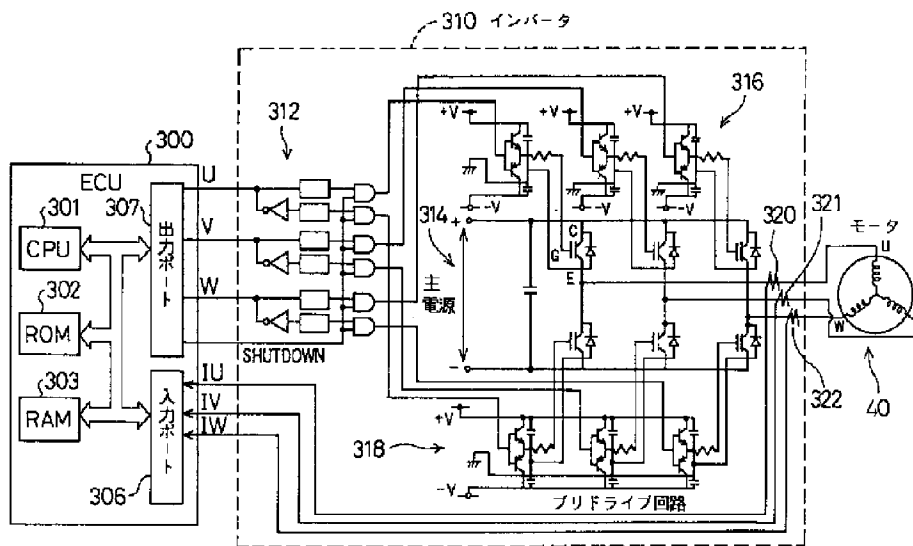 310 インバータ
312
316
300
ECU
U
307
301
CPU
出力ポート
V
302
ROM
W
SHUTDOWN
303
RAM
入力ポート
IU
IV
IW
306
+V
+V
+V
-V
-V
-V
314
+
主電源
-
C
G
E
320
321
322
モータ
U
W
40
+V
318
-V
プリドライブ回路